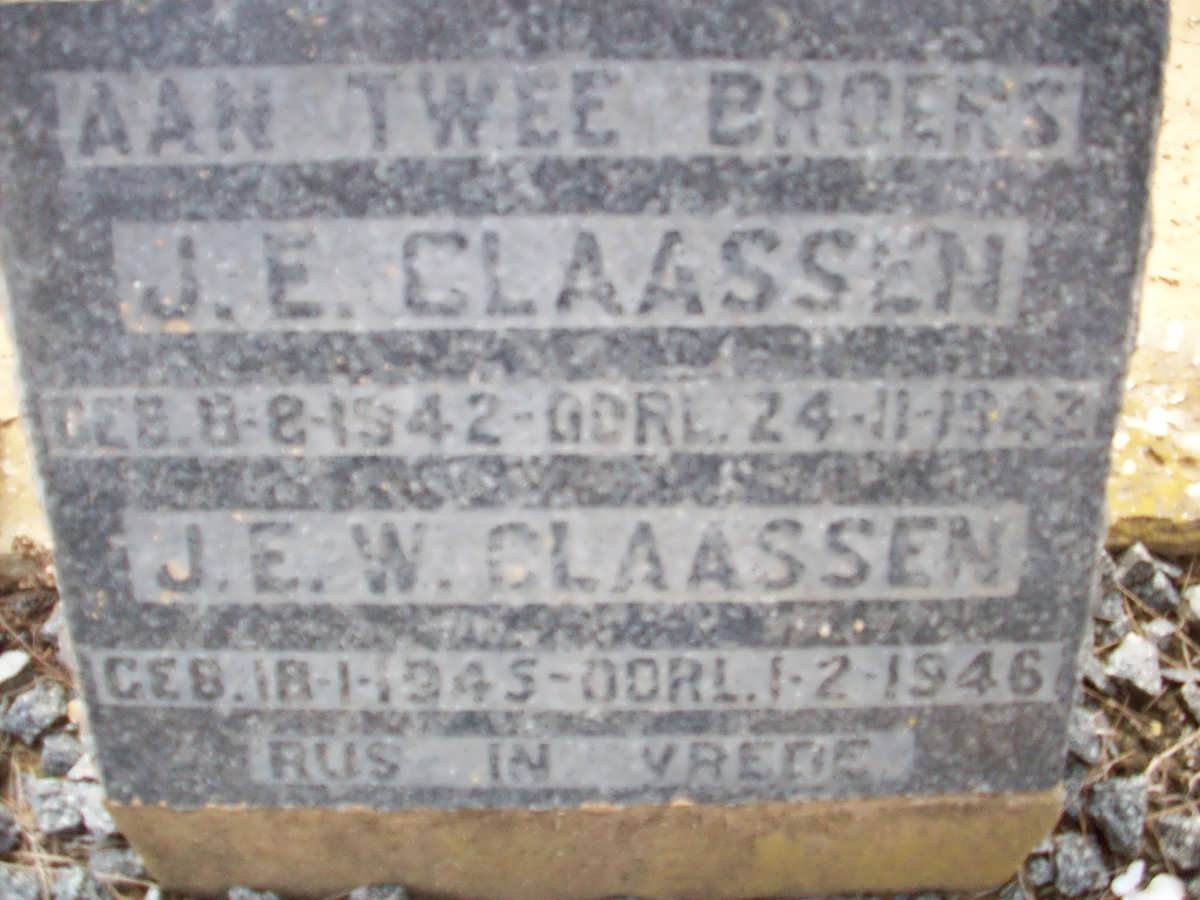 AAN TWEE BROERS
J. E. CLAASSEN
GEB. 8-8-1942 - OORL. 24-11-1942
J. E. W. CLAASSEN
GEB. 18-1-1945 - OORL. 1-2-1946
RUS IN VREDE